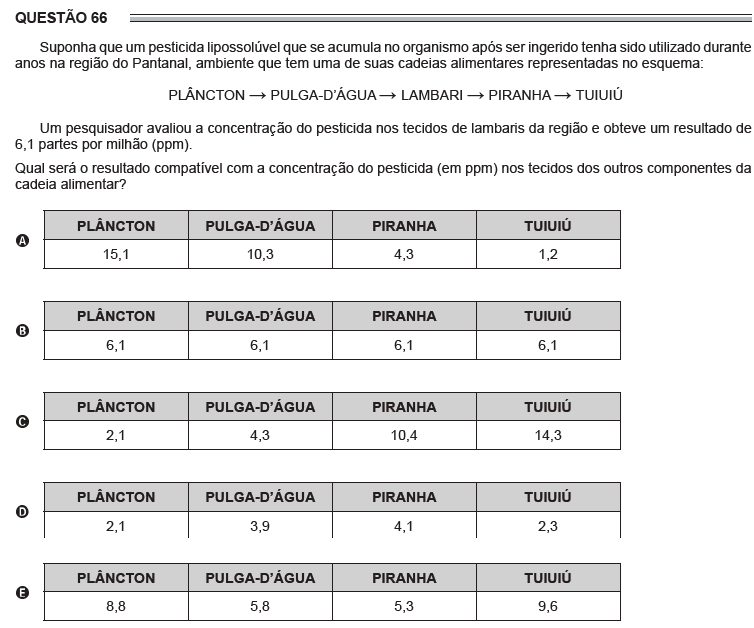 QUESTÃO 66
Suponha que um pesticida lipossolúvel que se acumula no organismo após ser ingerido tenha sido utilizado durante
anos na região do Pantanal, ambiente que tem uma de suas cadeias alimentares representadas no esquema:
PLÂNCTON → PULGA-D'ÁGUA → LAMBARI → PIRANHA → TUIUIÚ
Um pesquisador avaliou a concentração do pesticida nos tecidos de lambaris da região e obteve um resultado de
6,1 partes por milhão (ppm).
Qual será o resultado compatível com a concentração do pesticida (em ppm) nos tecidos dos outros componentes da
cadeia alimentar?
PLÂNCTON PULGA-D'ÁGUA PIRANHA TUIUIÚ
A 15,1 10,3 4,3 1,2
PLÂNCTON PULGA-D'ÁGUA PIRANHA TUIUIÚ
B 6,1 6,1 6,1 6,1
PLÂNCTON PULGA-D'ÁGUA PIRANHA TUIUIÚ
C 2,1 4,3 10,4 14,3
PLÂNCTON PULGA-D'ÁGUA PIRANHA TUIUIÚ
D 2,1 3,9 4,1 2,3
PLÂNCTON PULGA-D'ÁGUA PIRANHA TUIUIÚ
E 8,8 5,8 5,3 9,6